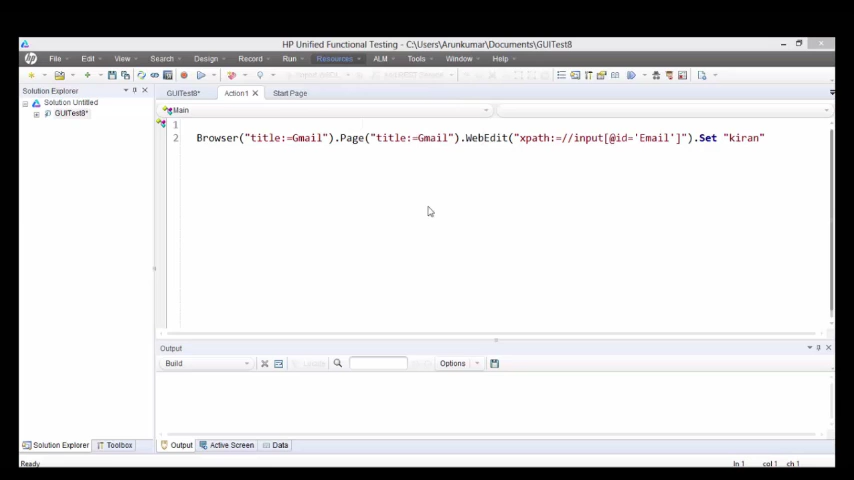 HP Unified Functional Testing - C:\Users\Arunkumar\Documents\GUITest8
File Edit View Search Design Record Run Resources ALM Tools Window Help
Solution Explorer
GUITest8* Action1 Start Page
Solution Untitled
GUITest8*
Main
1
2 Browser("title:=Gmail").Page("title:=Gmail").WebEdit("xpath:=//input[@id='Email']").Set "kiran"
Output
Build Options
Solution Explorer Toolbox Output Active Screen Data
Ready ln 1 col 1 ch 1